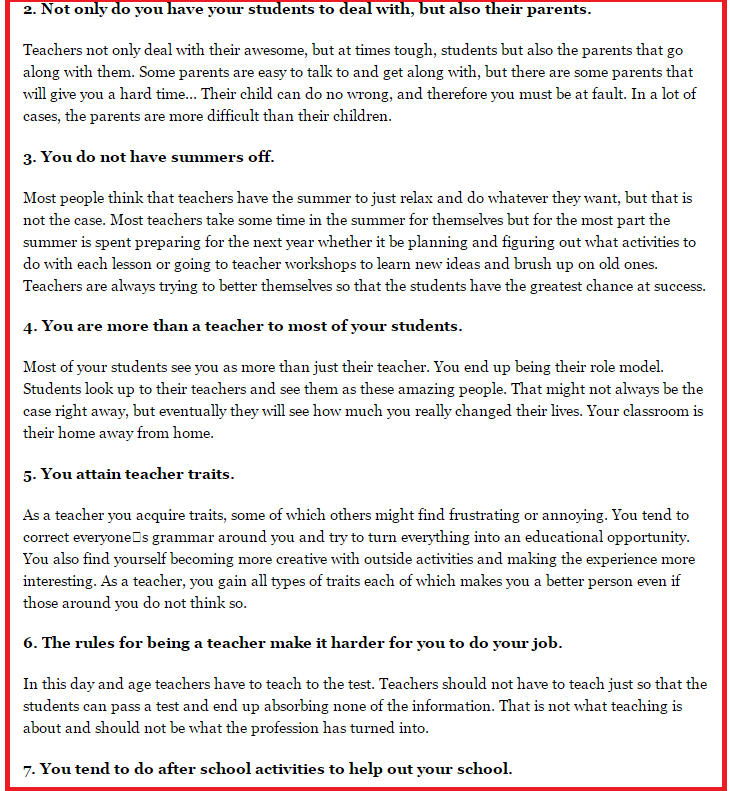 2. Not only do you have your students to deal with, but also their parents.
Teachers not only deal with their awesome, but at times tough, students but also the parents that go
along with them. Some parents are easy to talk to and get along with, but there are some parents that
will give you a hard time... Their child can do no wrong, and therefore you must be at fault. In a lot of
cases, the parents are more difficult than their children.
3. You do not have summers off.
Most people think that teachers have the summer to just relax and do whatever they want, but that is
not the case. Most teachers take some time in the summer for themselves but for the most part the
summer is spent preparing for the next year whether it be planning and figuring out what activities to
do with each lesson or going to teacher workshops to learn new ideas and brush up on old ones.
Teachers are always trying to better themselves so that the students have the greatest chance at success.
4. You are more than a teacher to most of your students.
Most of your students see you as more than just their teacher. You end up being their role model.
Students look up to their teachers and see them as these amazing people. That might not always be the
case right away, but eventually they will see how much you really changed their lives. Your classroom is
their home away from home.
5. You attain teacher traits.
As a teacher you acquire traits, some of which others might find frustrating or annoying. You tend to
correct everyone□s grammar around you and try to turn everything into an educational opportunity.
You also find yourself becoming more creative with outside activities and making the experience more
interesting. As a teacher, you gain all types of traits each of which makes you a better person even if
those around you do not think so.
6. The rules for being a teacher make it harder for you to do your job.
In this day and age teachers have to teach to the test. Teachers should not have to teach just so that the
students can pass a test and end up absorbing none of the information. That is not what teaching is
about and should not be what the profession has turned into.
7. You tend to do after school activities to help out your school.